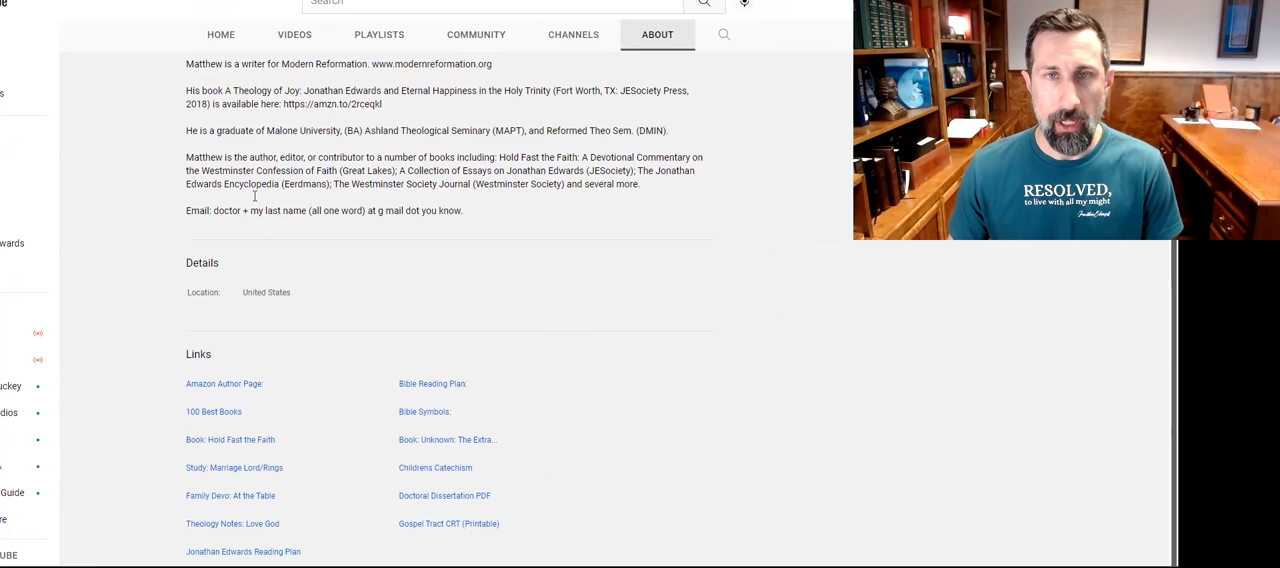 Search
HOME VIDEOS PLAYLISTS COMMUNITY CHANNELS ABOUT
Matthew is a writer for Modern Reformation. www.modernreformation.org
His book A Theology of Joy: Jonathan Edwards and Eternal Happiness in the Holy Trinity (Fort Worth, TX: JESociety Press,
2018) is available here: https://amzn.to/2rceqkl
He is a graduate of Malone University, (BA) Ashland Theological Seminary (MAPT), and Reformed Theo Sem. (DMIN).
Matthew is the author, editor, or contributor to a number of books including: Hold Fast the Faith: A Devotional Commentary on
the Westminster Confession of Faith (Great Lakes); A Collection of Essays on Jonathan Edwards (JESociety); The Jonathan
Edwards Encyclopedia (Eerdmans); The Westminster Society Journal (Westminster Society) and several more.
Email: doctor + my last name (all one word) at g mail dot you know.
Details
Location: United States
Links
Amazon Author Page: Bible Reading Plan:
100 Best Books Bible Symbols:
Book: Hold Fast the Faith Book: Unknown: The Extra...
Study: Marriage Lord/Rings Childrens Catechism
Family Devo: At the Table Doctoral Dissertation PDF
Theology Notes: Love God Gospel Tract CRT (Printable)
Jonathan Edwards Reading Plan
wards
uckey
dios
Guide
re
UBE
RESOLVED,
to live with all my might
Jonathan Edwards